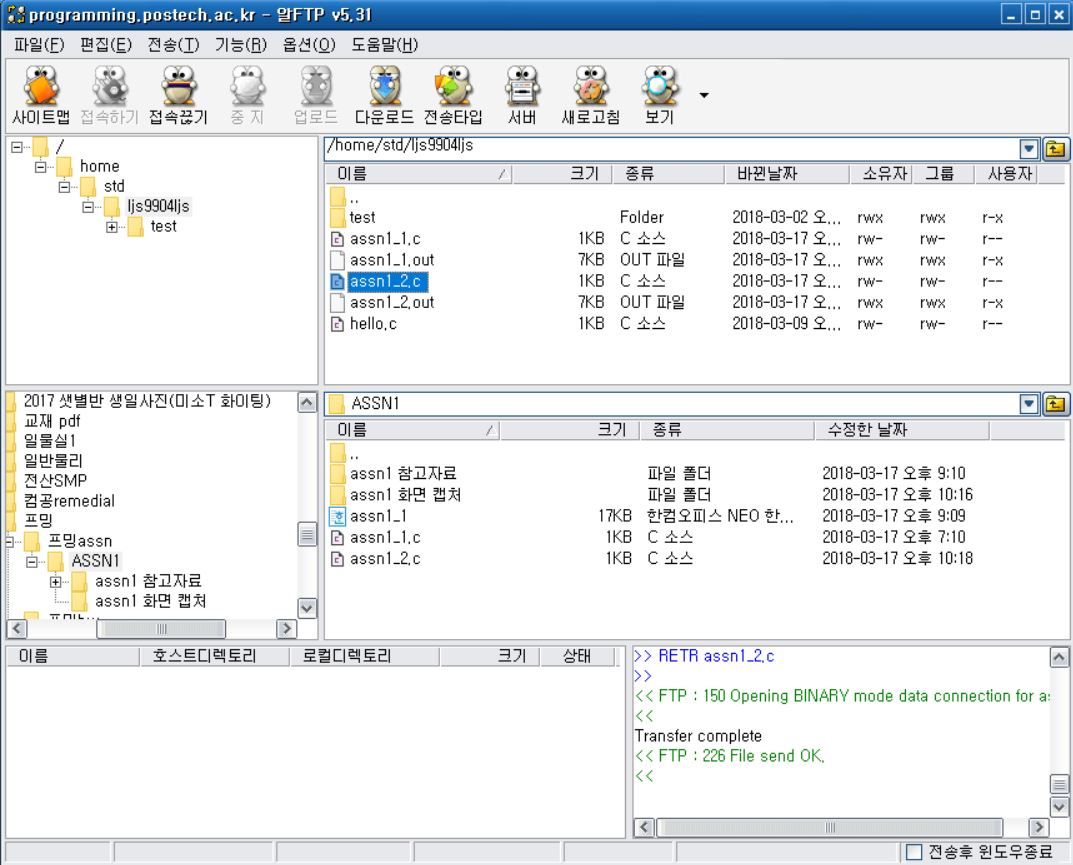 programming.postech.ac.kr - 알FTP v5.31
파일(F) 편집(E) 전송(T) 기능(R) 옵션(O) 도움말(H)
사이트맵 접속하기 접속끊기 중 지 업로드 다운로드 전송타입 서버 새로고침 보기
/
home
std
ljs9904ljs
test
/home/std/ljs9904ljs
이름 크기 종류 바뀐날짜 소유자 그룹 사용자
..
test Folder 2018-03-02 오... rwx rwx r-x
assn1_1.c 1KB C 소스 2018-03-17 오... rw- rw- r--
assn1_1.out 7KB OUT 파일 2018-03-17 오... rwx rwx r-x
assn1_2.c 1KB C 소스 2018-03-17 오... rw- rw- r--
assn1_2.out 7KB OUT 파일 2018-03-17 오... rwx rwx r-x
hello.c 1KB C 소스 2018-03-09 오... rw- rw- r--
2017 샛별반 생일사진(미소T 화이팅)
교재 pdf
일물실1
일반물리
전산SMP
컴공remedial
프밍
프밍assn
ASSN1
assn1 참고자료
assn1 화면 캡처
ASSN1
이름 크기 종류 수정한 날짜
..
assn1 참고자료 파일 폴더 2018-03-17 오후 9:10
assn1 화면 캡처 파일 폴더 2018-03-17 오후 10:16
assn1_1 17KB 한컴오피스 NEO 한... 2018-03-17 오후 9:09
assn1_1.c 1KB C 소스 2018-03-17 오후 7:10
assn1_2.c 1KB C 소스 2018-03-17 오후 10:18
이름 호스트디렉토리 로컬디렉토리 크기 상태
>> RETR assn1_2.c
>>
<< FTP : 150 Opening BINARY mode data connection for a
<<
Transfer complete
<< FTP : 226 File send OK.
<<
전송후 윈도우종료